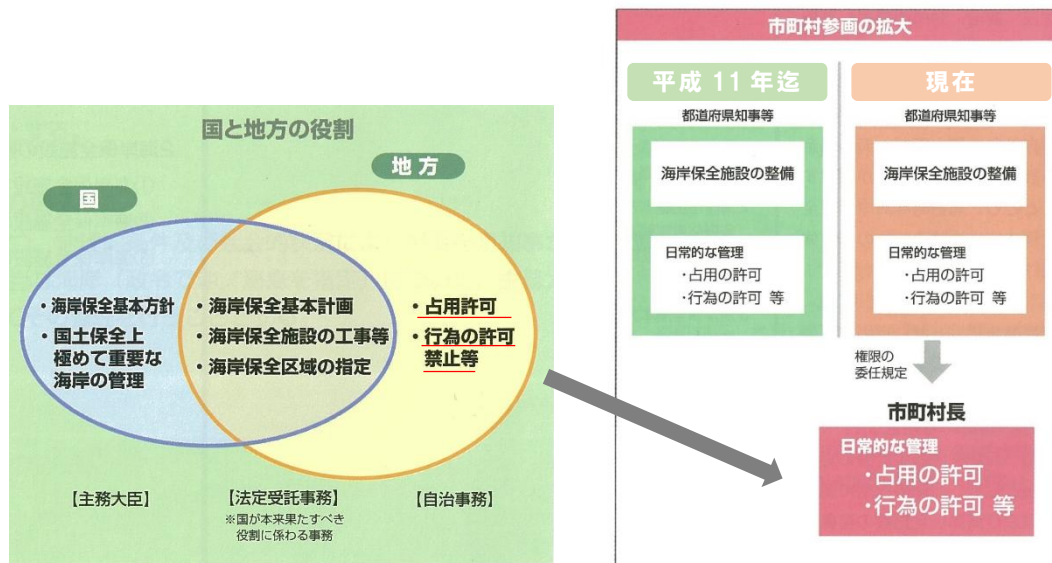 国と地方の役割
国
地方
・海岸保全基本方針
・国土保全上
極めて重要な
海岸の管理
・海岸保全基本計画
・海岸保全施設の工事等
・海岸保全区域の指定
・占用許可
・行為の許可
禁止等
【主務大臣】
【法定受託事務】
※国が本来果たすべき
役割に係わる事務
【自治事務】
市町村参画の拡大
平成 11 年迄
都道府県知事等
海岸保全施設の整備
日常的な管理
・占用の許可
・行為の許可 等
現在
都道府県知事等
海岸保全施設の整備
日常的な管理
・占用の許可
・行為の許可 等
権限の
委任規定
市町村長
日常的な管理
・占用の許可
・行為の許可 等